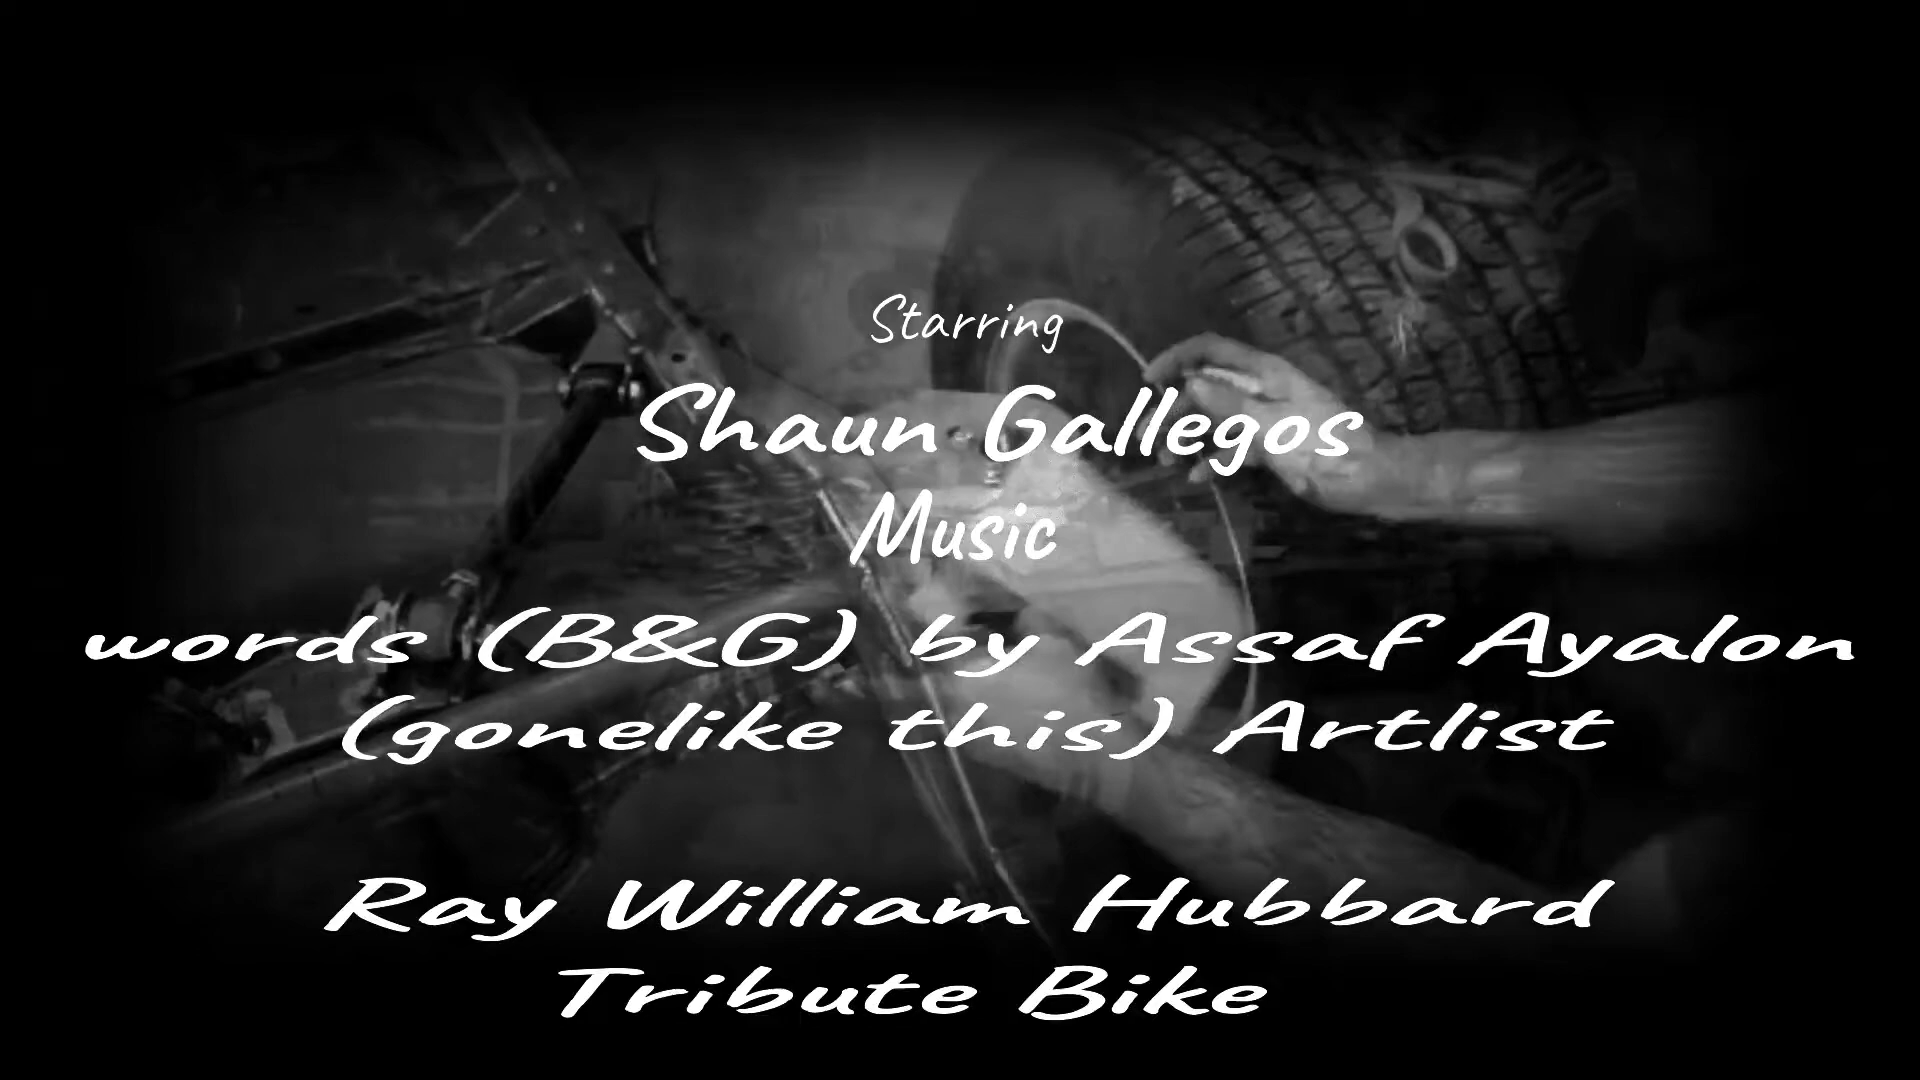 Starring
Shaun Gallegos
Music
words (B&G) by Assaf Ayalon
(gonelike this) Artlist
Ray William Hubbard
Tribute Bike